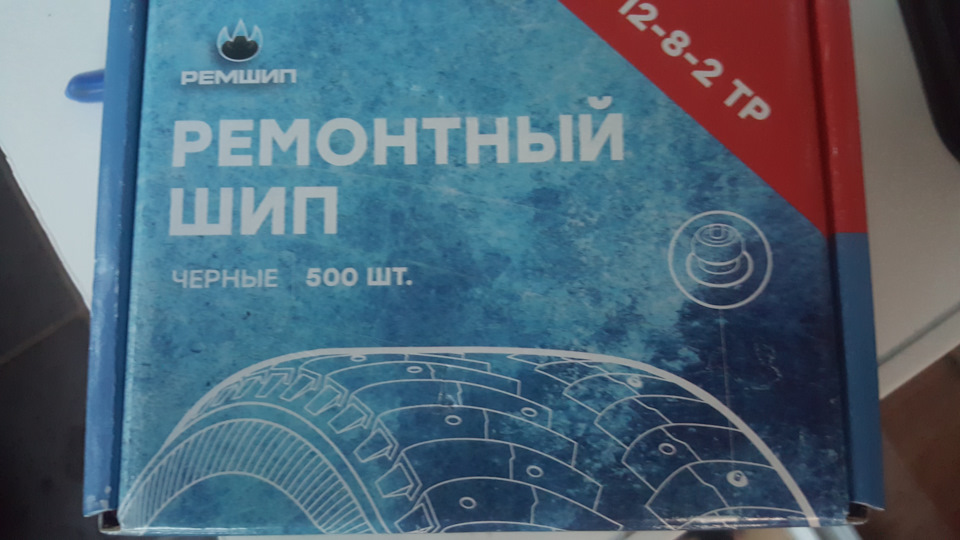 РЕМШИП
12-8-2 ТР
РЕМОНТНЫЙ
ШИП
ЧЕРНЫЕ 500 ШТ.